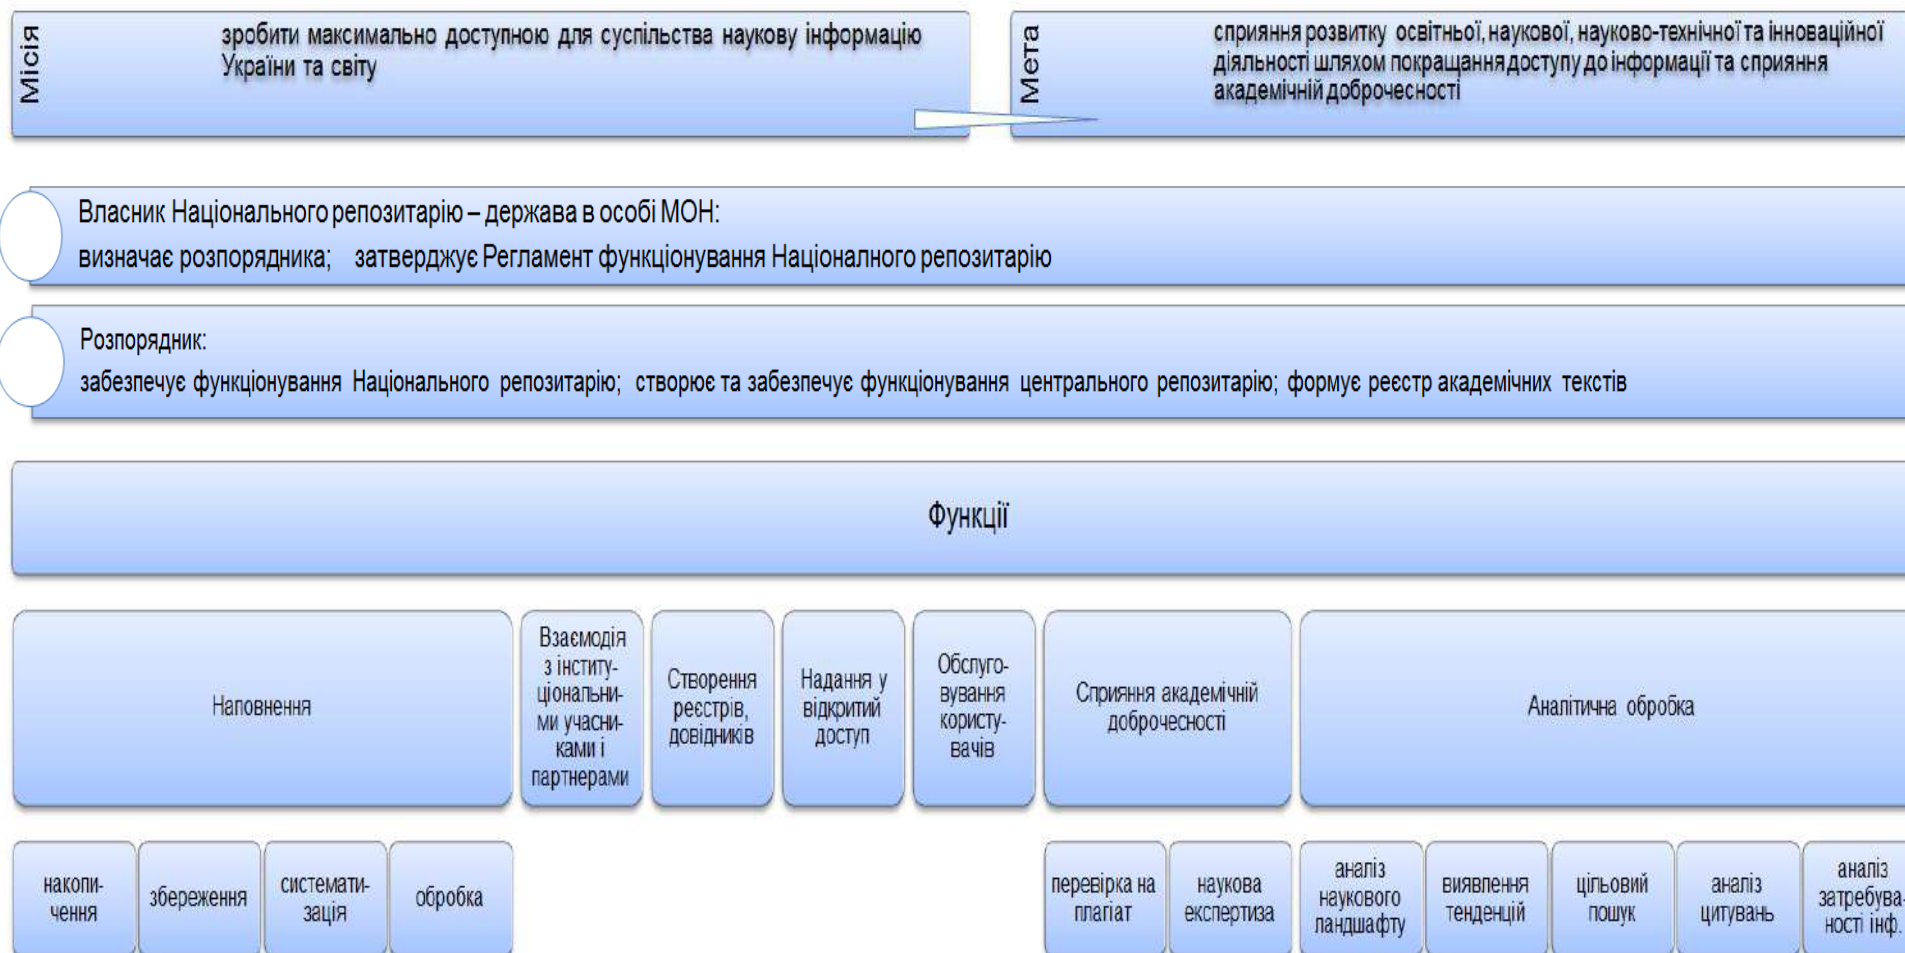 Місія
зробити максимально доступною для суспільства наукову інформацію
України та світу
Мета
сприяння розвитку освітньої, наукової, науково-технічної та інноваційної
діяльності шляхом покращання доступу до інформації та сприяння
академічній доброчесності
Власник Національного репозитарію – держава в особі МОН:
визначає розпорядника; затверджує Регламент функціонування Націоналного репозитарію
Розпорядник:
забезпечує функціонування Національного репозитарію; створює та забезпечує функціонування центрального репозитарію; формує реєстр академічних текстів
Функції
Наповнення
Взаємодія
з інститу-
ціональни-
ми учасни-
ками і
партнерами
Створення
реєстрів,
довідників
Надання у
відкритий
доступ
Обслуго-
вування
користу-
вачів
Сприяння академічній
доброчесності
Аналітична обробка
накопи-
чення
збереження
системати-
зація
обробка
перевірка на
плагіат
наукова
експертиза
аналіз
наукового
ландшафту
виявлення
тенденцій
цільовий
пошук
аналіз
цитувань
аналіз
затребува-
ності інф.